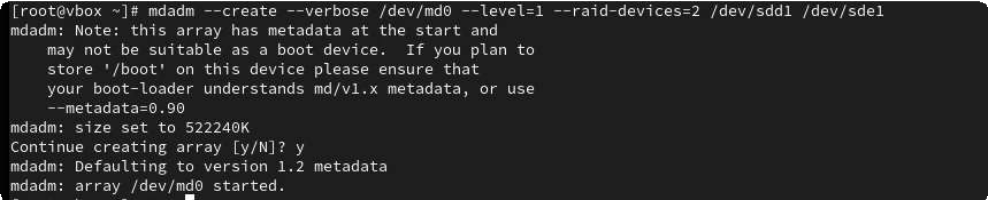 [root@vbox ~]# mdadm --create --verbose /dev/md0 --level=1 --raid-devices=2 /dev/sdd1 /dev/sde1
mdadm: Note: this array has metadata at the start and
    may not be suitable as a boot device.  If you plan to
    store '/boot' on this device please ensure that
    your boot-loader understands md/v1.x metadata, or use
    --metadata=0.90
mdadm: size set to 522240K
Continue creating array [y/N]? y
mdadm: Defaulting to version 1.2 metadata
mdadm: array /dev/md0 started.